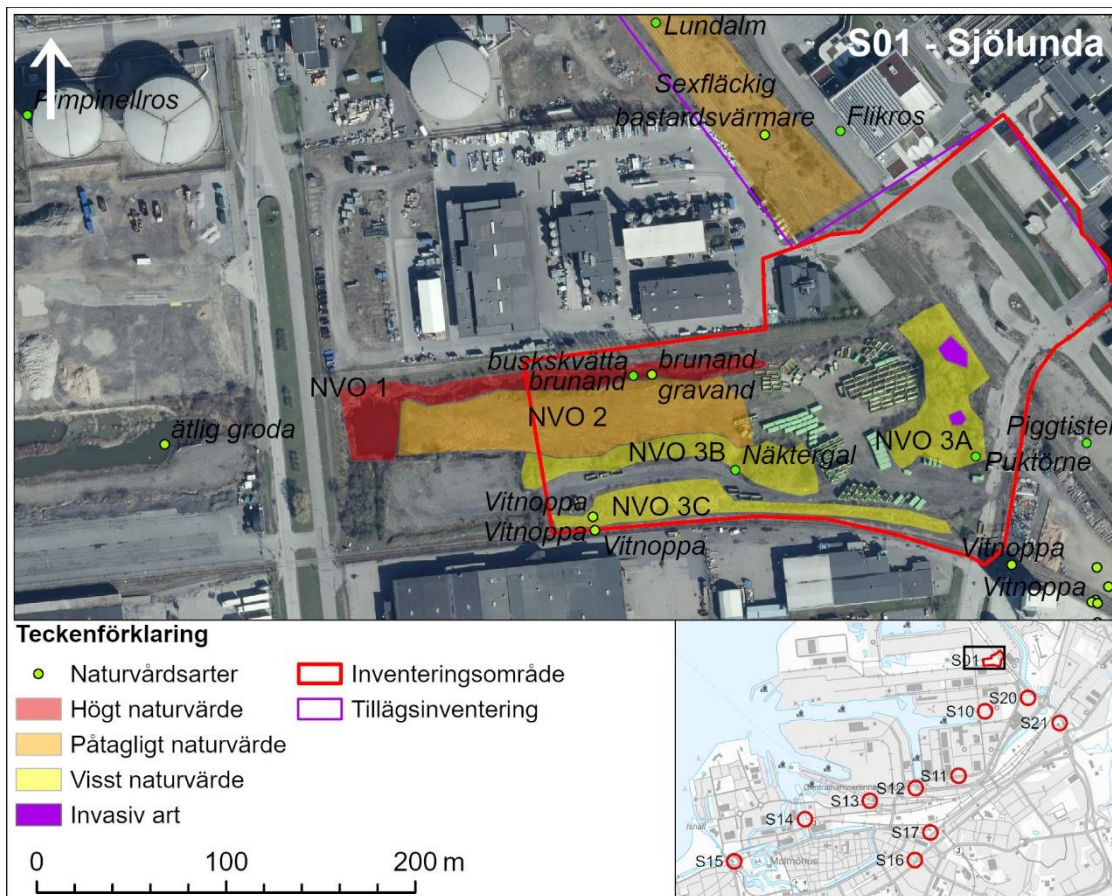 S01 - Sjölunda
Lundalm
Pimpinellros
Sexfläckig
bastardsvärmare
Flikros
buskskvätta
brunand
brunand
gravand
NVO 1
NVO 2
ätlig groda
NVO 3B
Näktergal
NVO 3A
Piggtistel
Puktörne
NVO 3C
Vitnoppa
Vitnoppa
Vitnoppa
Vitnoppa
Vitnoppa
Teckenförklaring
Naturvårdsarter
Högt naturvärde
Påtagligt naturvärde
Visst naturvärde
Invasiv art
Inventeringsområde
Tillägsinventering
0 100 200 m
S01
S20
S10
S21
S11
S12
S13
S14
S17
S15
S16
Malmöhus